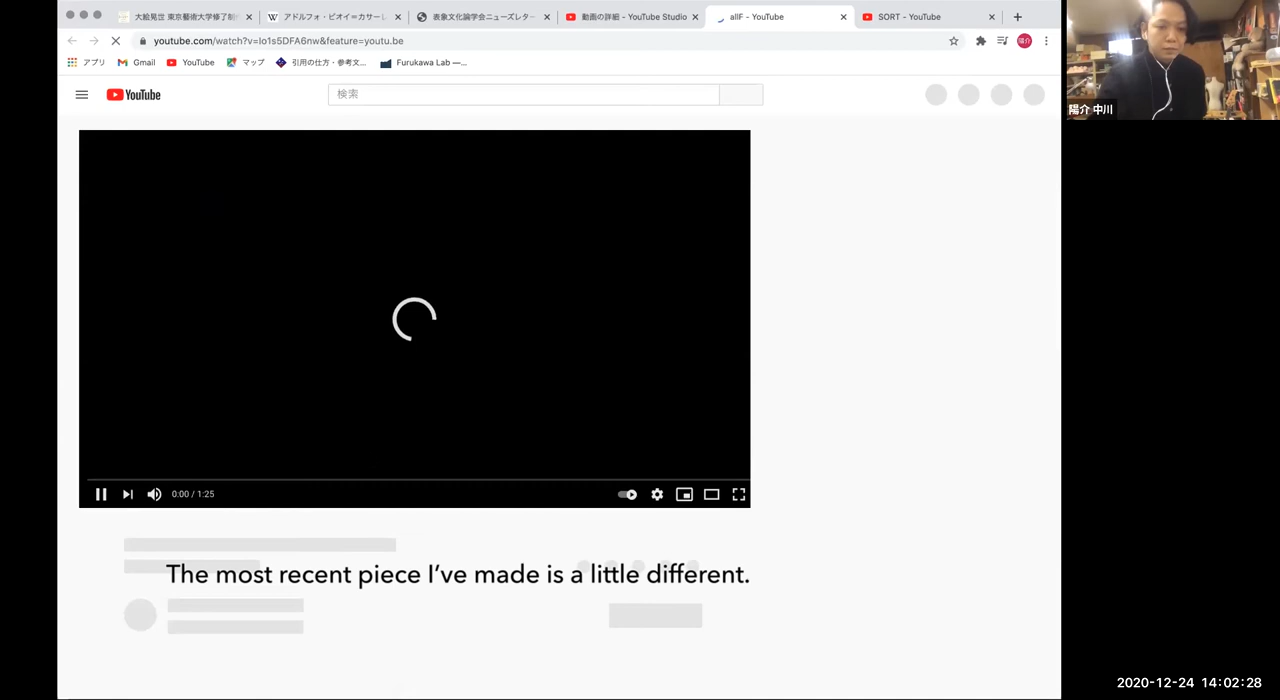 大絵晃世 東京藝術大学修了制作
アドルフォ・ビオイ＝カサーレ
表象文化論学会ニューズレター
動画の詳細 - YouTube Studio
allF - YouTube
SORT - YouTube
youtube.com/watch?v=Io1s5DFA6nw&feature=youtu.be
アプリ
Gmail
YouTube
マップ
引用の仕方・参考文...
Furukawa Lab —...
YouTube
検索
0:00 / 1:25
The most recent piece I've made is a little different.
陽介 中川
2020-12-24 14:02:28